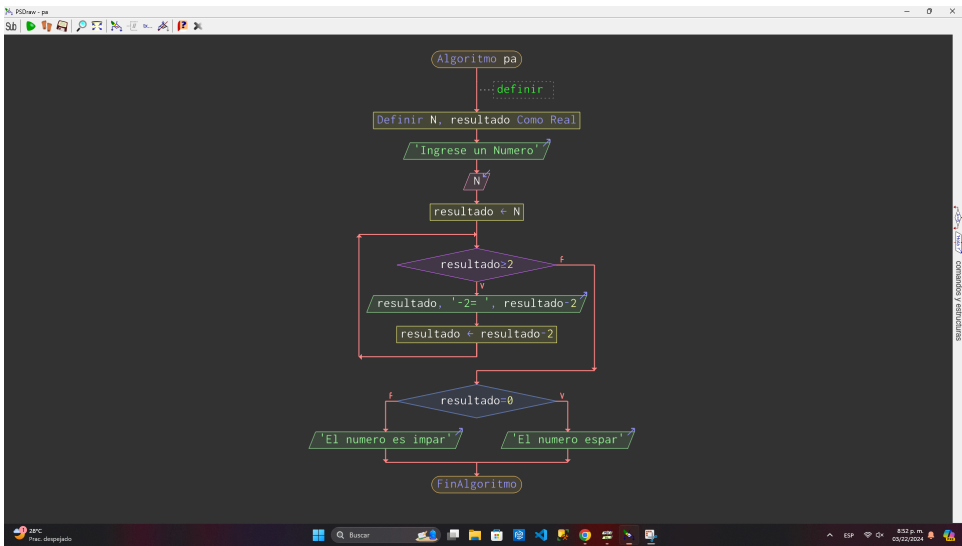 PSDraw - pa
Sub
Algoritmo pa
definir
Definir N, resultado Como Real
'Ingrese un Numero'
N
resultado ← N
resultado≥2
F
V
resultado, '-2= ', resultado-2
resultado ← resultado-2
resultado=0
F
V
'El numero es impar'
'El numero espar'
FinAlgoritmo
comandos y estructuras
28°C
Prac. despejado
Buscar
ESP
8:52 p. m.
03/22/2024